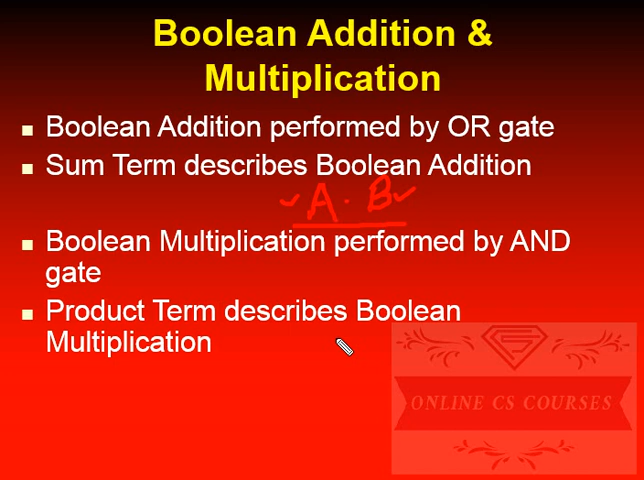 Boolean Addition &
Multiplication
Boolean Addition performed by OR gate
Sum Term describes Boolean Addition
A · B
Boolean Multiplication performed by AND
gate
Product Term describes Boolean
Multiplication
ONLINE CS COURSES